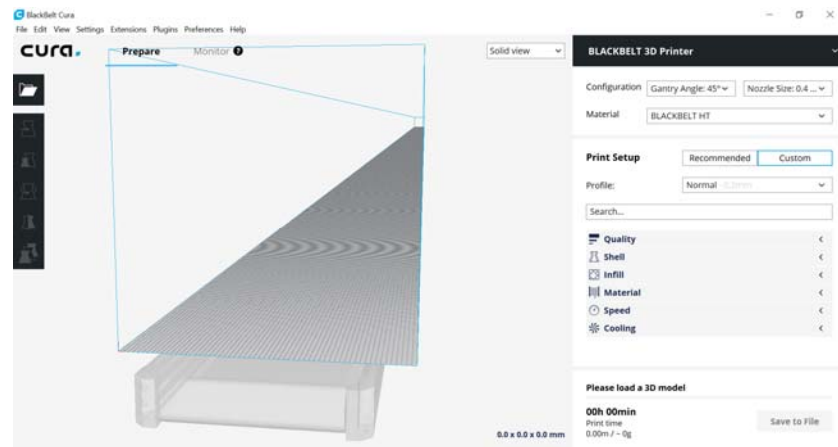 BlackBelt Cura
File Edit View Settings Extensions Plugins Preferences Help
cura. Prepare Monitor Solid view BLACKBELT 3D Printer
Configuration Gantry Angle: 45° Nozzle Size: 0.4 ...
Material BLACKBELT HT
Print Setup Recommended Custom
Profile: Normal
Search...
Quality
Shell
Infill
Material
Speed
Cooling
Please load a 3D model
00h 00min
Print time
0.00m / ~ 0g
Save to File
0.0 x 0.0 x 0.0 mm